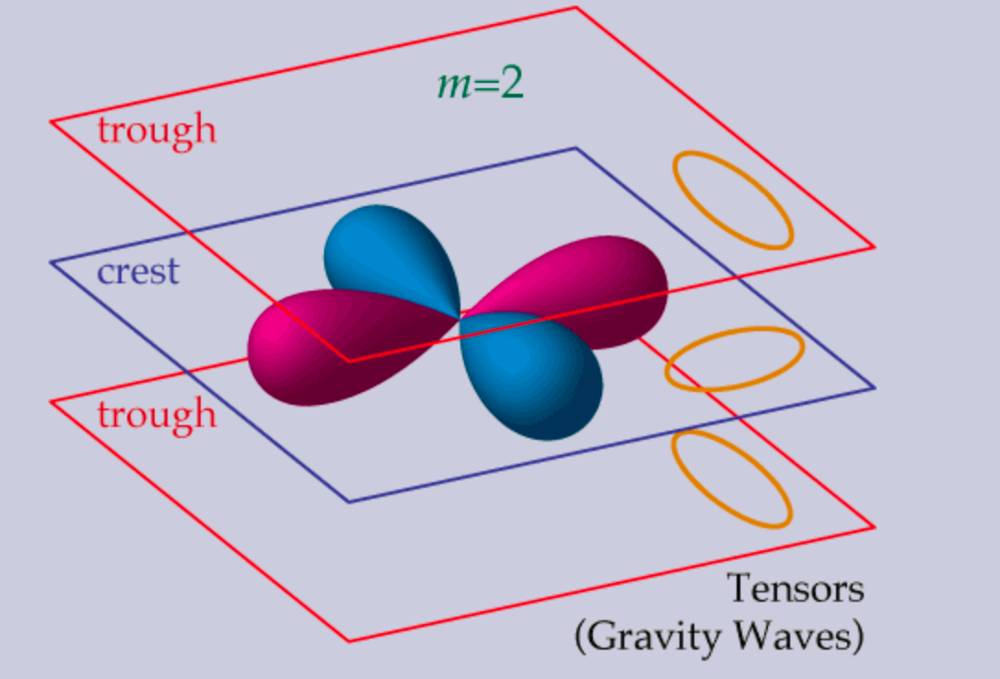 m=2
trough
crest
trough
Tensors
(Gravity Waves)